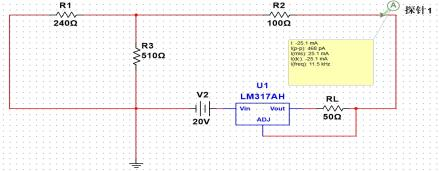 R1
240Ω
R2
100Ω
A
探针1
R3
510Ω
I: -25.1 mA
I(p-p): 468 pA
I(rms): 25.1 mA
I(dc): -25.1 mA
I(freq): 11.5 kHz
V2
20V
U1
LM317AH
Vin Vout
ADJ
RL
50Ω